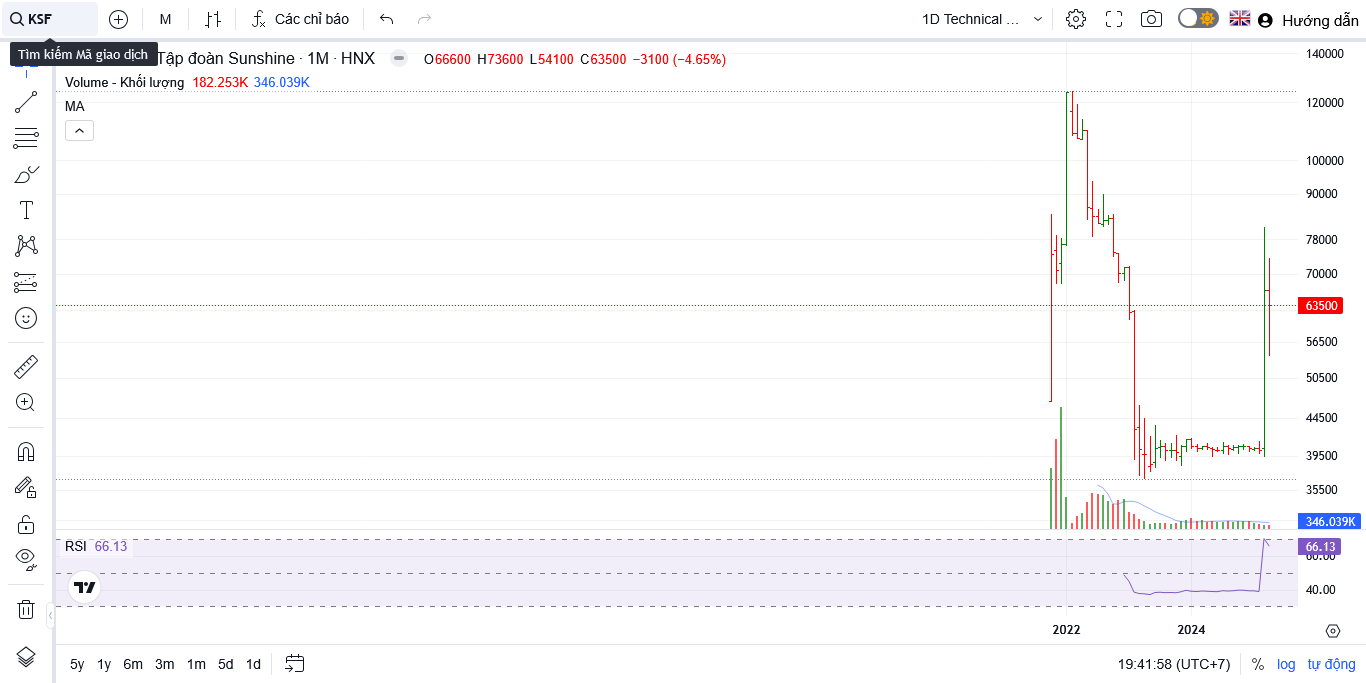 KSF
M
Các chỉ báo
1D Technical ...
Hướng dẫn
Tìm kiếm Mã giao dịch
Tập đoàn Sunshine · 1M · HNX
O66600 H73600 L54100 C63500 −3100 (−4.65%)
Volume - Khối lượng 182.253K 346.039K
MA
140000
120000
100000
90000
78000
70000
63500
56500
50500
44500
39500
35500
346.039K
RSI 66.13
66.13
60.00
40.00
2022
2024
5y 1y 6m 3m 1m 5d 1d
19:41:58 (UTC+7)
% log tự động